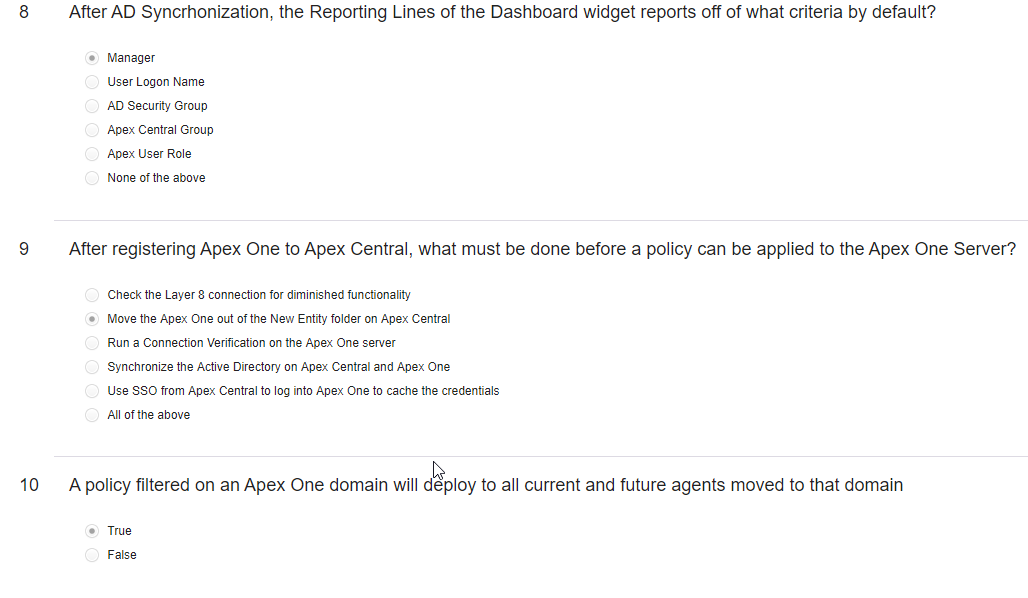 8 After AD Syncrhonization, the Reporting Lines of the Dashboard widget reports off of what criteria by default?
Manager
User Logon Name
AD Security Group
Apex Central Group
Apex User Role
None of the above
9 After registering Apex One to Apex Central, what must be done before a policy can be applied to the Apex One Server?
Check the Layer 8 connection for diminished functionality
Move the Apex One out of the New Entity folder on Apex Central
Run a Connection Verification on the Apex One server
Synchronize the Active Directory on Apex Central and Apex One
Use SSO from Apex Central to log into Apex One to cache the credentials
All of the above
10 A policy filtered on an Apex One domain will deploy to all current and future agents moved to that domain
True
False